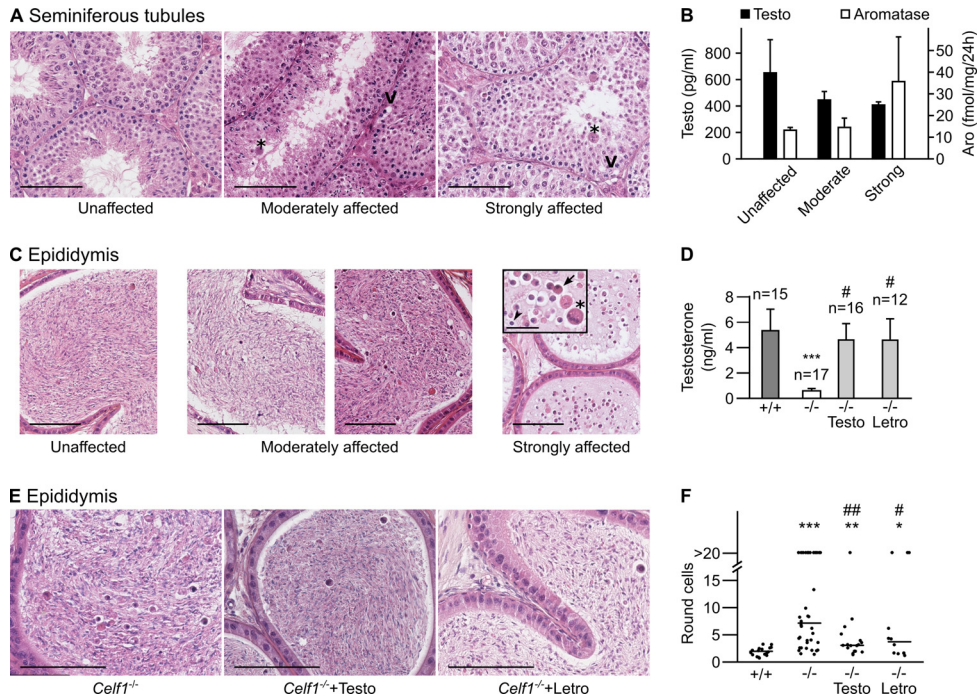 A Seminiferous tubules
*
V
*
V
Unaffected
Moderately affected
Strongly affected
B
Testo
Aromatase
Testo (pg/ml)
800
600
400
200
50
40
30
20
10
0
Aro (fmol/mg/24h)
Unaffected
Moderate
Strong
C Epididymis
*
Unaffected
Moderately affected
Strongly affected
D
Testosterone
(ng/ml)
8
6
4
2
0
n=15
***
n=17
#
n=16
#
n=12
+/+
-/-
-/-
Testo
-/-
Letro
E Epididymis
Celf1-/-
Celf1-/-+Testo
Celf1-/-+Letro
F
Round cells
>20
15
10
5
0
***
##
**
#
*
+/+
-/-
-/-
Testo
-/-
Letro